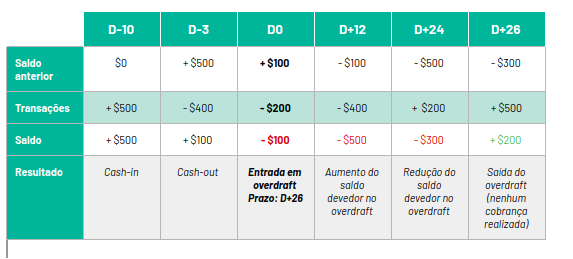 D-10 D-3 D0 D+12 D+24 D+26
Saldo anterior $0 + $500 + $100 - $100 - $500 - $300
Transações + $500 - $400 - $200 - $400 + $200 + $500
Saldo + $500 + $100 - $100 - $500 - $300 + $200
Resultado Cash-in Cash-out Entrada em overdraft Prazo: D+26 Aumento do saldo devedor no overdraft Redução do saldo devedor no overdraft Saída do overdraft (nenhum cobrança realizada)